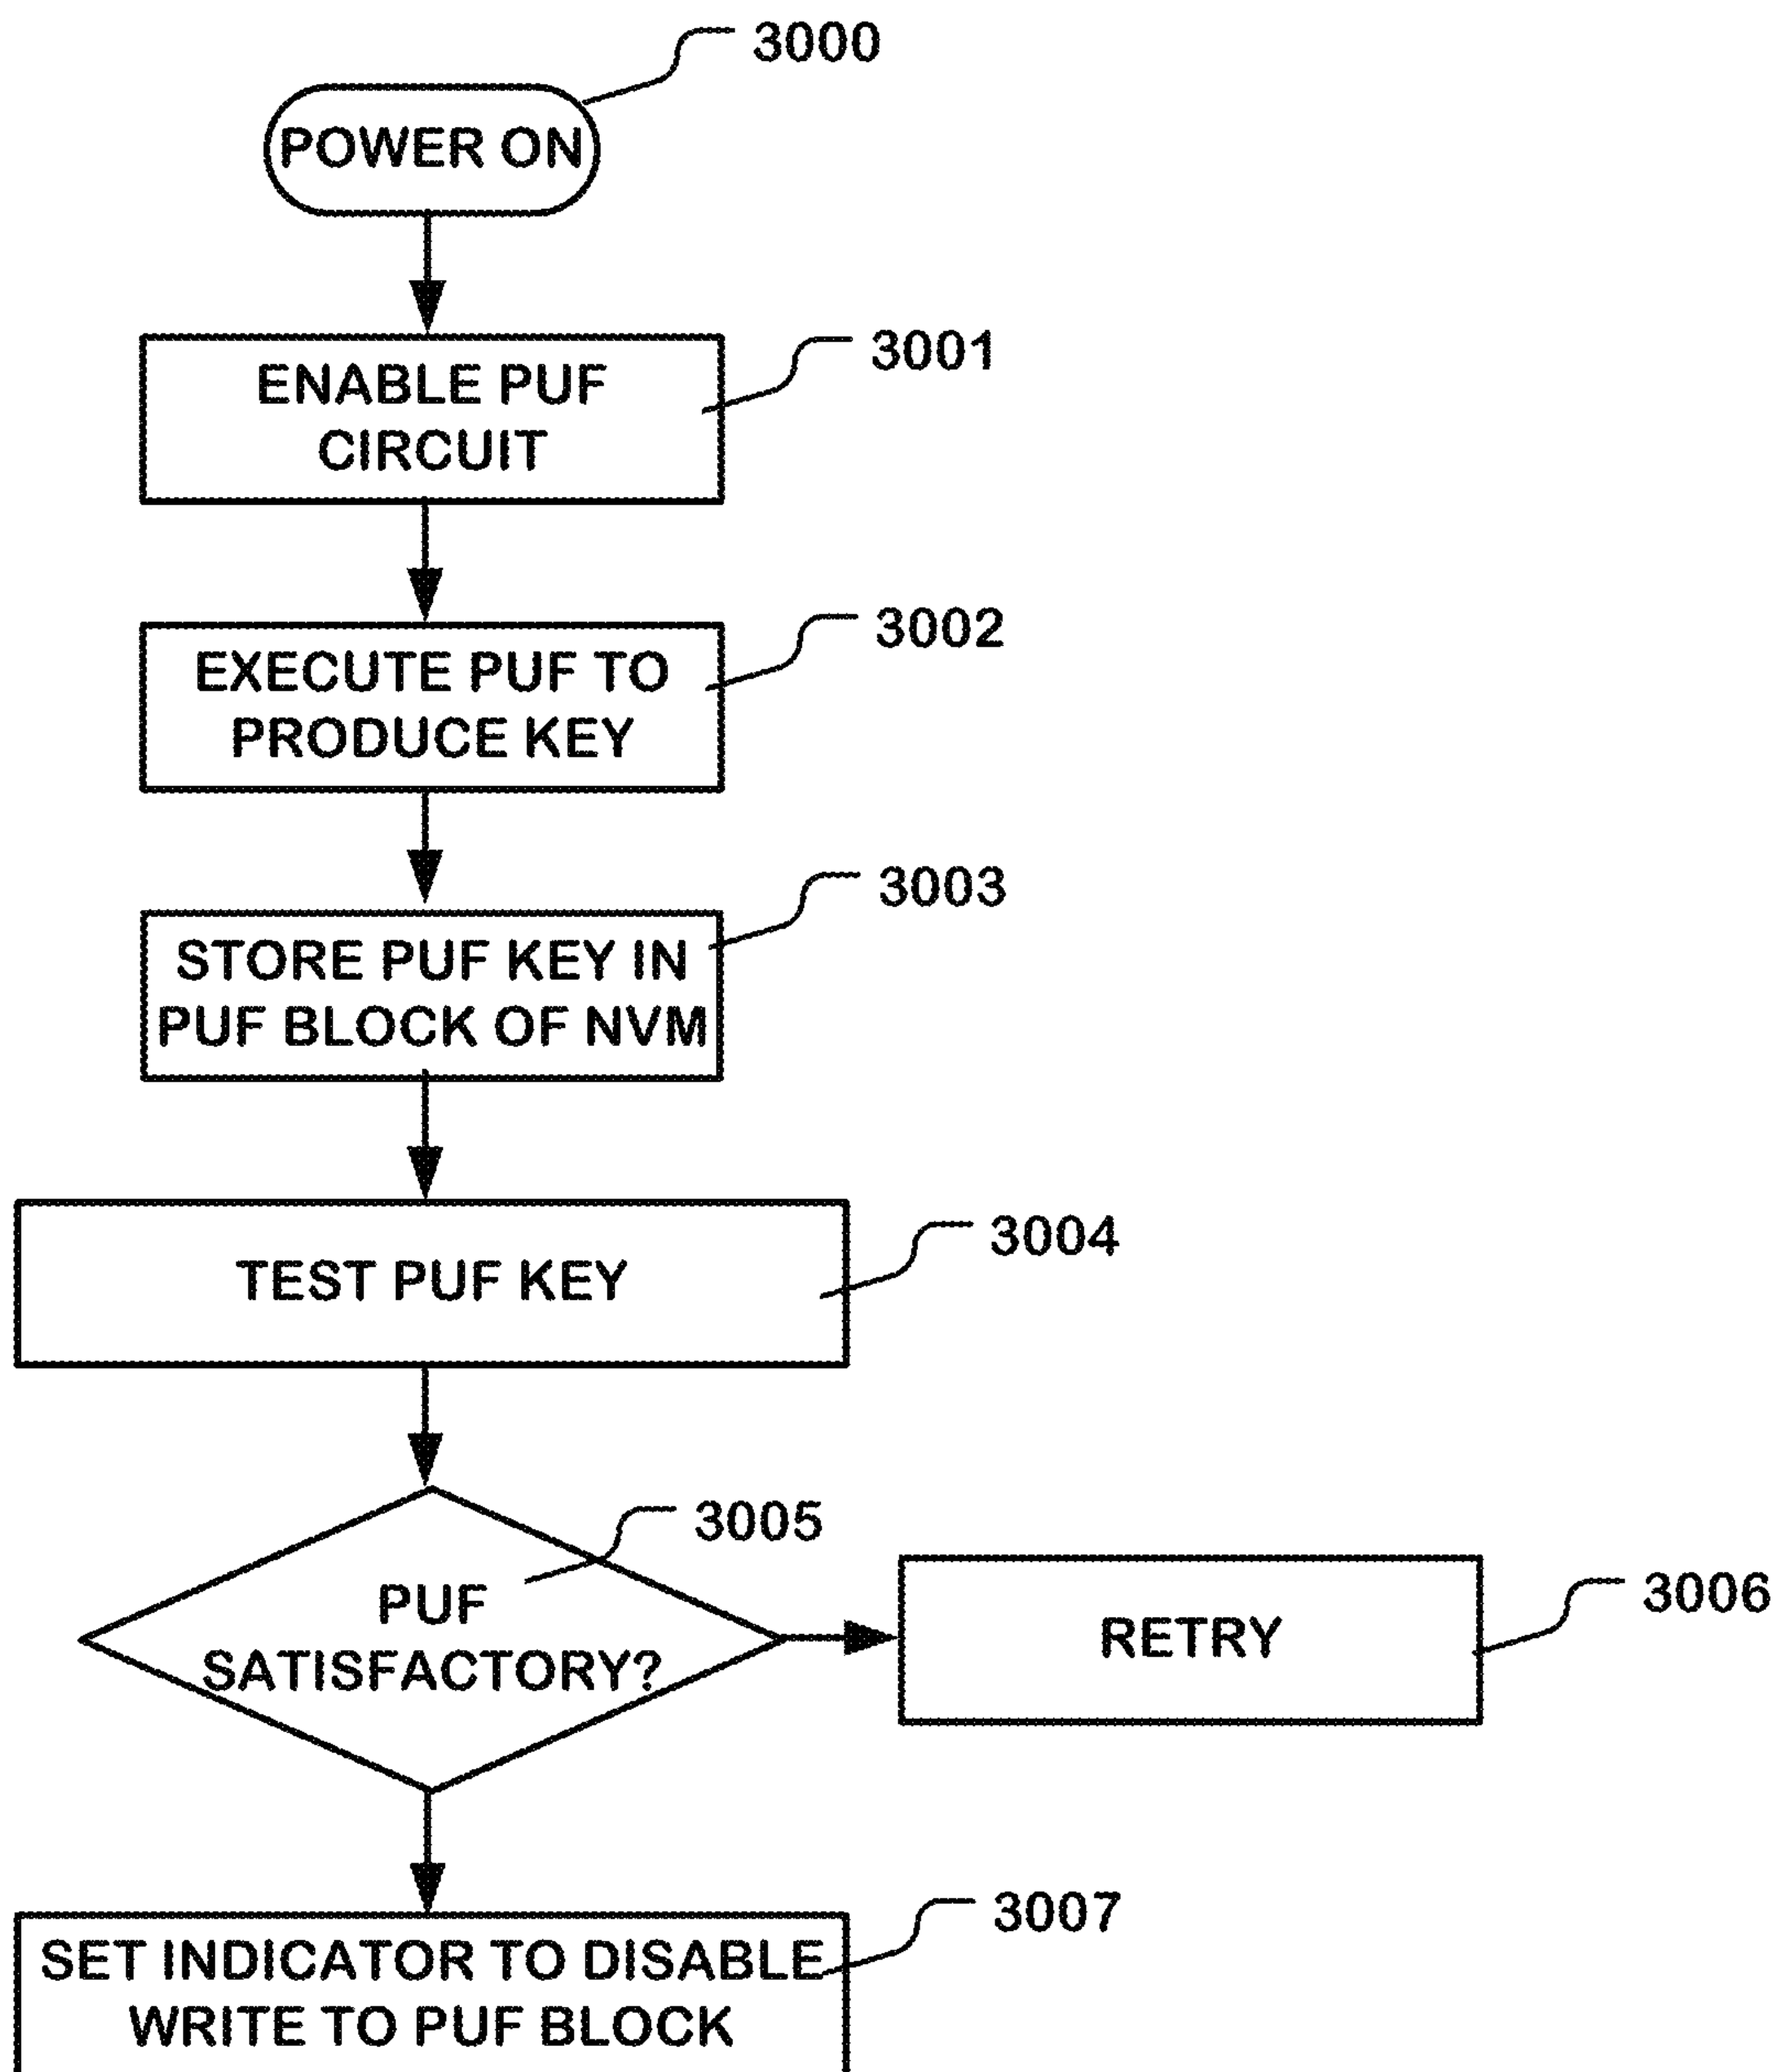 3000
POWER ON
3001
ENABLE PUF
CIRCUIT
3002
EXECUTE PUF TO
PRODUCE KEY
3003
STORE PUF KEY IN
PUF BLOCK OF NVM
3004
TEST PUF KEY
3005
PUF
SATISFACTORY?
3006
RETRY
3007
SET INDICATOR TO DISABLE
WRITE TO PUF BLOCK